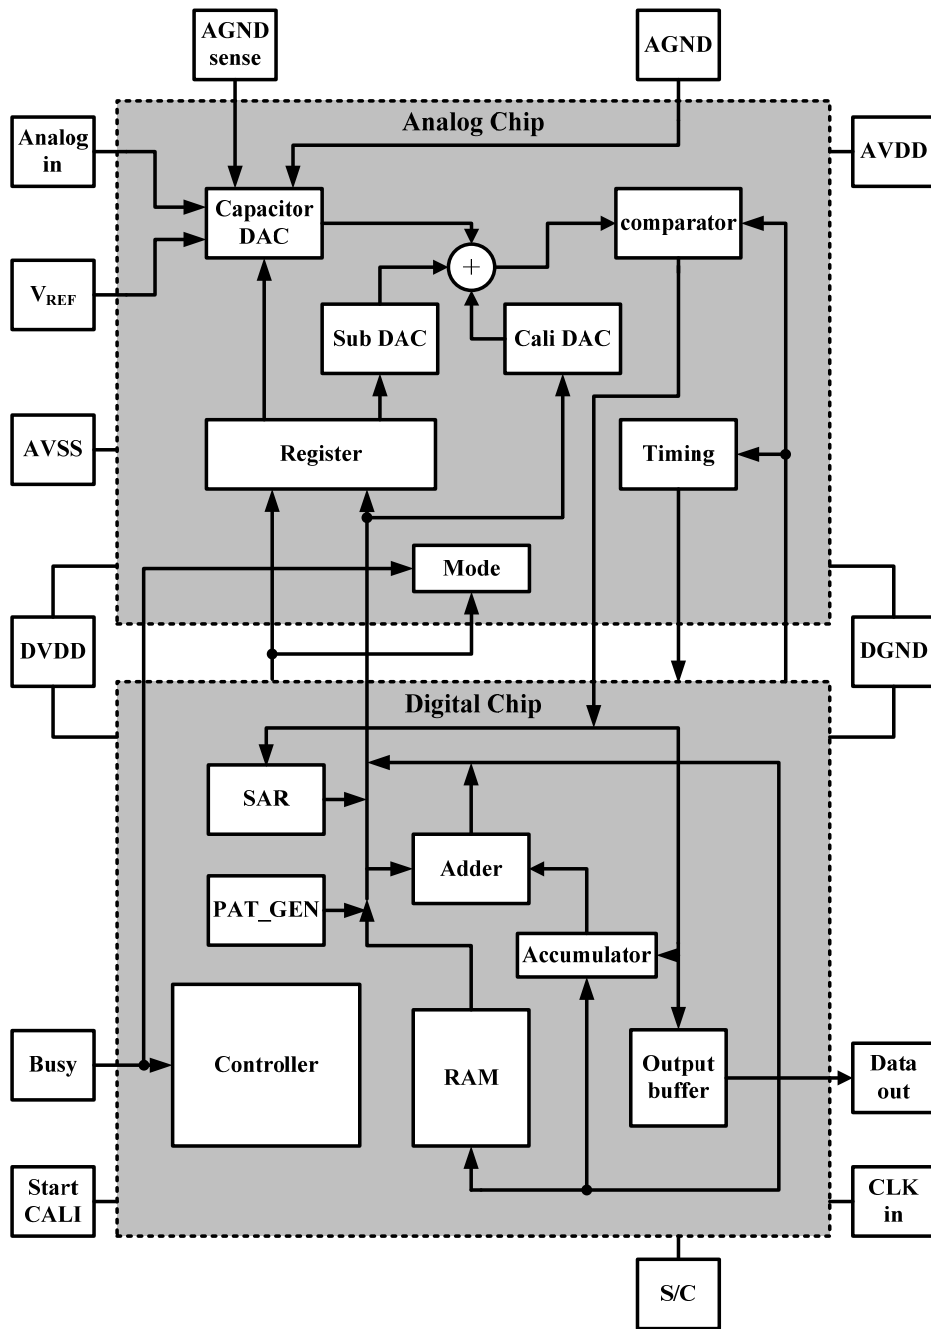 AGND
sense
AGND
Analog Chip
Analog
in
AVDD
Capacitor
DAC
comparator
+
VREF
Sub DAC
Cali DAC
AVSS
Register
Timing
Mode
DVDD
DGND
Digital Chip
SAR
Adder
PAT_GEN
Accumulator
Busy
Controller
RAM
Output
buffer
Data
out
Start
CALI
CLK
in
S/C